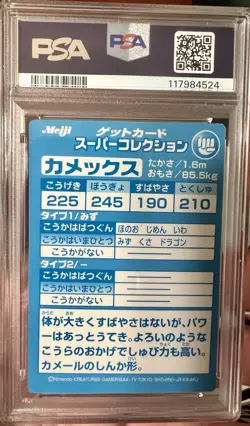 PSA
PSA
117984524
Meiji ゲットカード
スーパーコレクション
カメックス たかさ/1.6m
おもさ/85.5kg
こうげき ぼうぎょ すばやさ とくしゅ
225 245 190 210
タイプ1/みず
こうかはばつぐん ほのお じめん いわ
こうかはいまひとつ みず くさ ドラゴン
こうかがない ー
タイプ2/ー
こうかはばつぐん ー
こうかはいまひとつ ー
こうかがない ー
体が大きくすばやさはないが、パワ
ーはあっとうてき。よろいのような
こうらのおかげでしゅび力も高い。
カメールのしんか形。